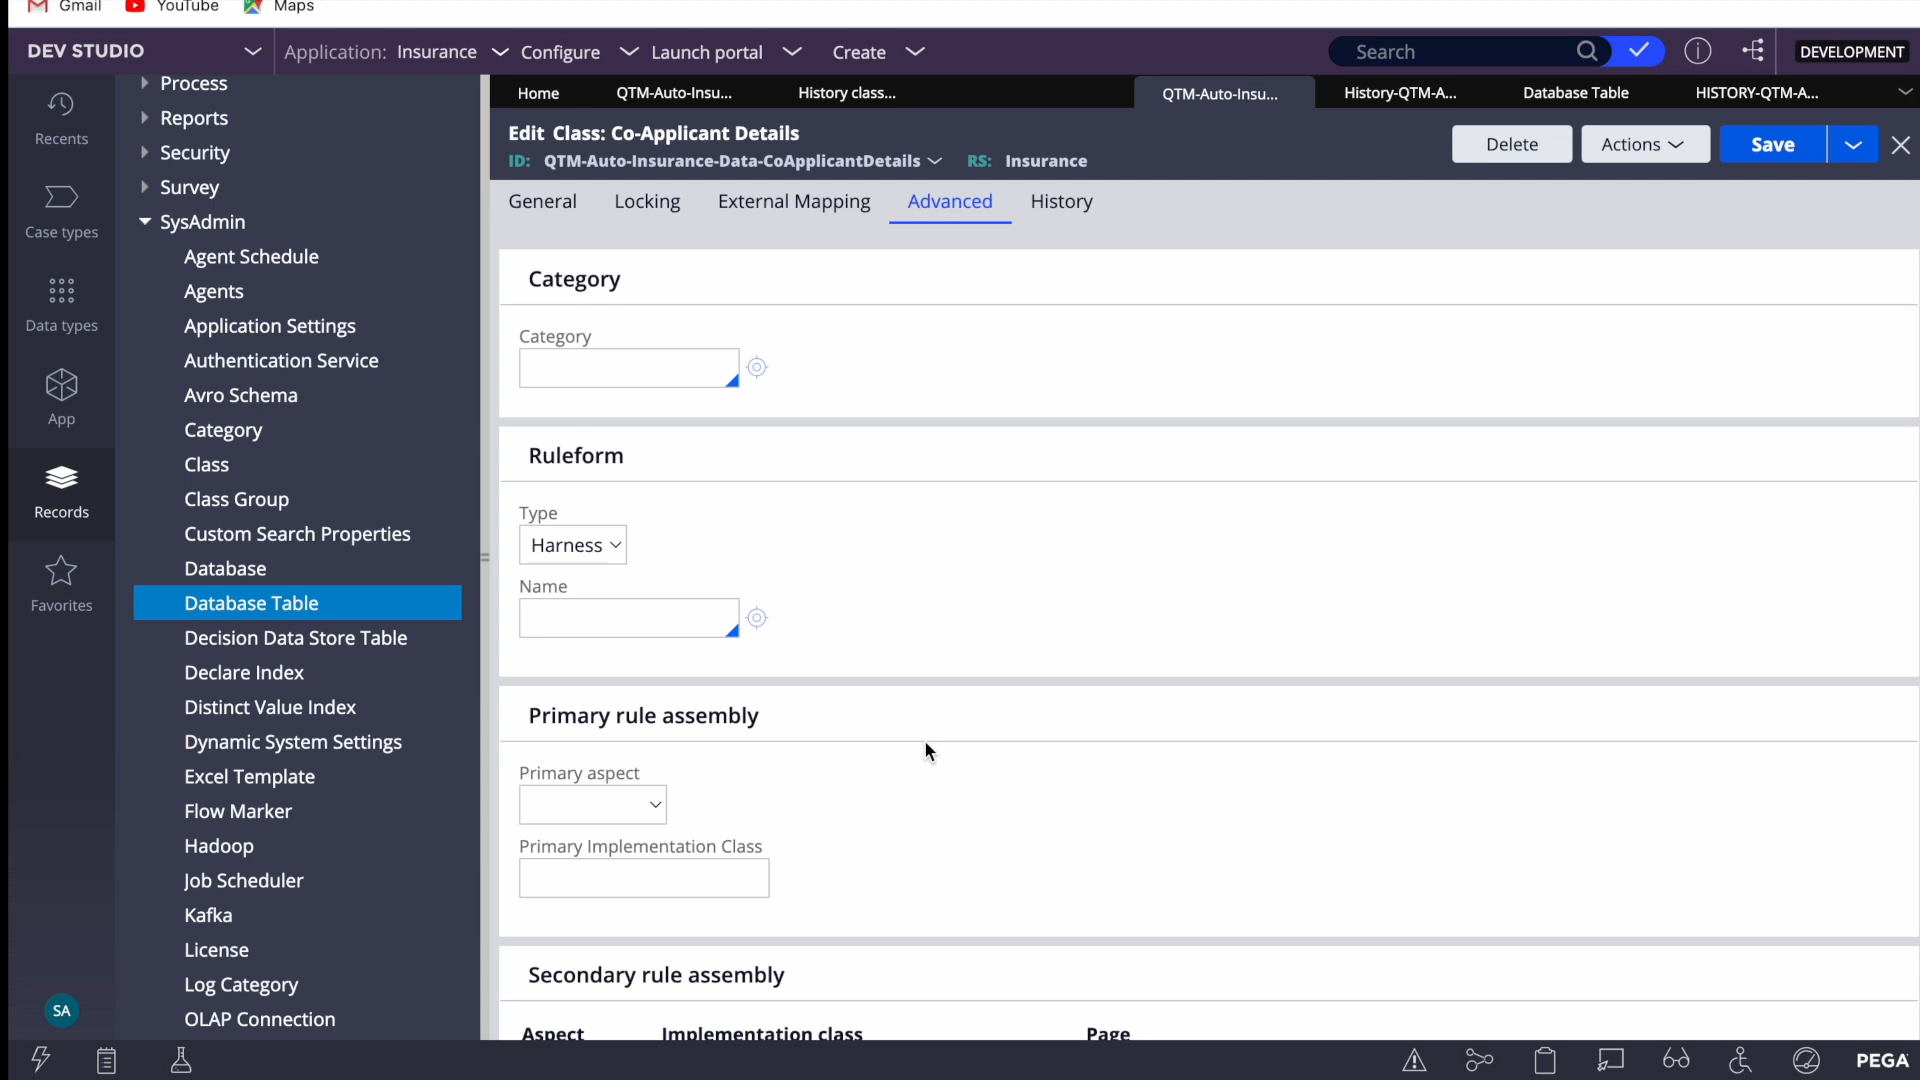 Gmail YouTube Maps
DEV STUDIO Application: Insurance Configure Launch portal Create Search DEVELOPMENT
Recents
Case types
Data types
App
Records
Favorites
SA
Process
Reports
Security
Survey
SysAdmin
Agent Schedule
Agents
Application Settings
Authentication Service
Avro Schema
Category
Class
Class Group
Custom Search Properties
Database
Database Table
Decision Data Store Table
Declare Index
Distinct Value Index
Dynamic System Settings
Excel Template
Flow Marker
Hadoop
Job Scheduler
Kafka
License
Log Category
OLAP Connection
Home QTM-Auto-Insu... History class... QTM-Auto-Insu... History-QTM-A... Database Table HISTORY-QTM-A...
Edit Class: Co-Applicant Details
ID: QTM-Auto-Insurance-Data-CoApplicantDetails RS: Insurance
Delete Actions Save
General Locking External Mapping Advanced History
Category
Category
Ruleform
Type
Harness
Name
Primary rule assembly
Primary aspect
Primary Implementation Class
Secondary rule assembly
Aspect Implementation class Page
PEGA